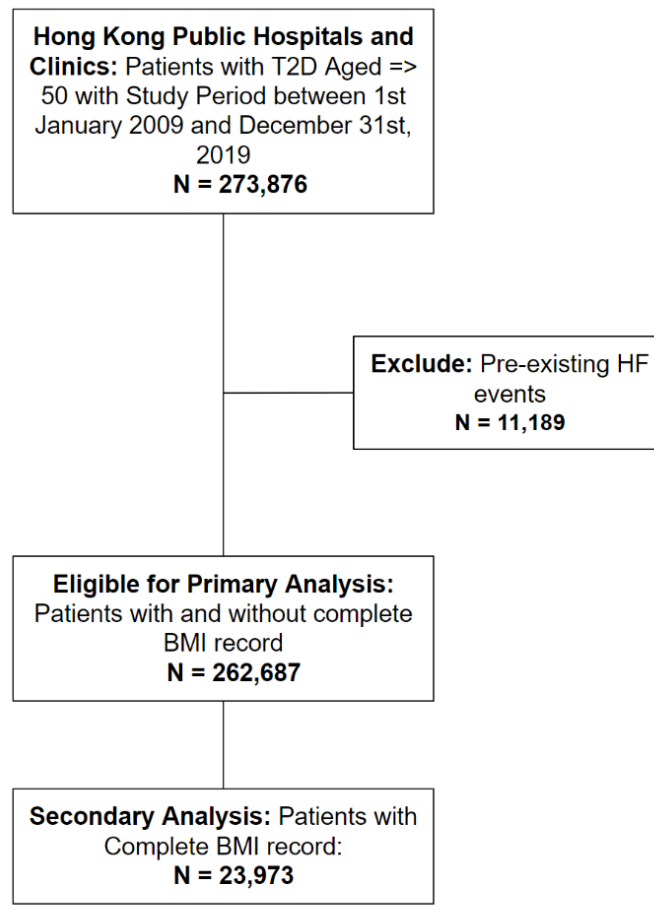 Hong Kong Public Hospitals and
Clinics: Patients with T2D Aged =>
50 with Study Period between 1st
January 2009 and December 31st,
2019
N = 273,876
Exclude: Pre-existing HF
events
N = 11,189
Eligible for Primary Analysis:
Patients with and without complete
BMI record
N = 262,687
Secondary Analysis: Patients with
Complete BMI record:
N = 23,973